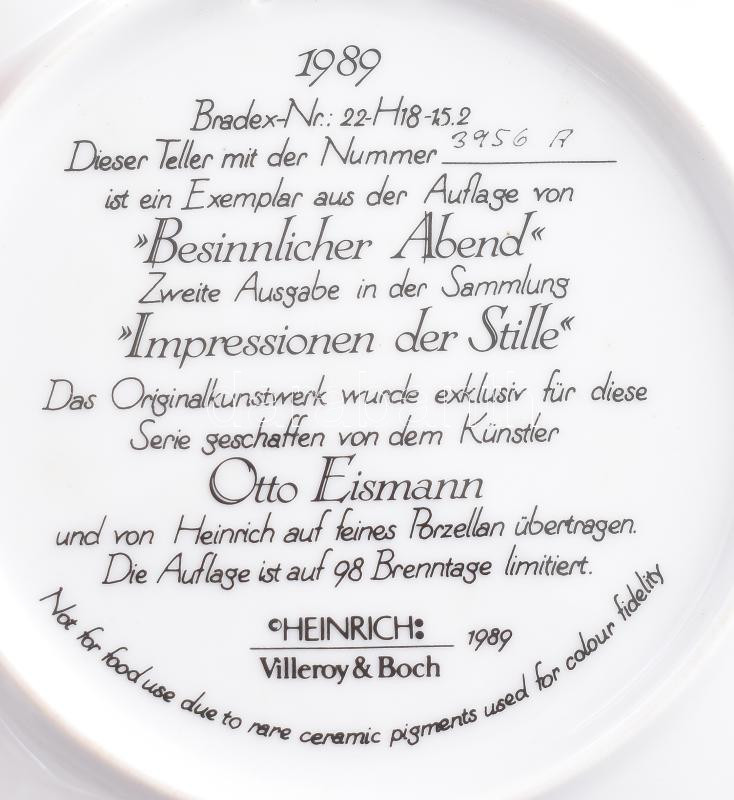 1989
Bradex-Nr.: 22-H18-15.2
Dieser Teller mit der Nummer 3956 A
ist ein Exemplar aus der Auflage von
»Besinnlicher Abend«
Zweite Ausgabe in der Sammlung
»Impressionen der Stille«
Das Originalkunstwerk wurde exklusiv für diese
Serie geschaffen von dem Künstler
Otto Eismann
und von Heinrich auf feines Porzellan übertragen.
Die Auflage ist auf 98 Brenntage limitiert.
©HEINRICH:
Villeroy & Boch
1989
Not for food use due to rare ceramic pigments used for colour fidelity